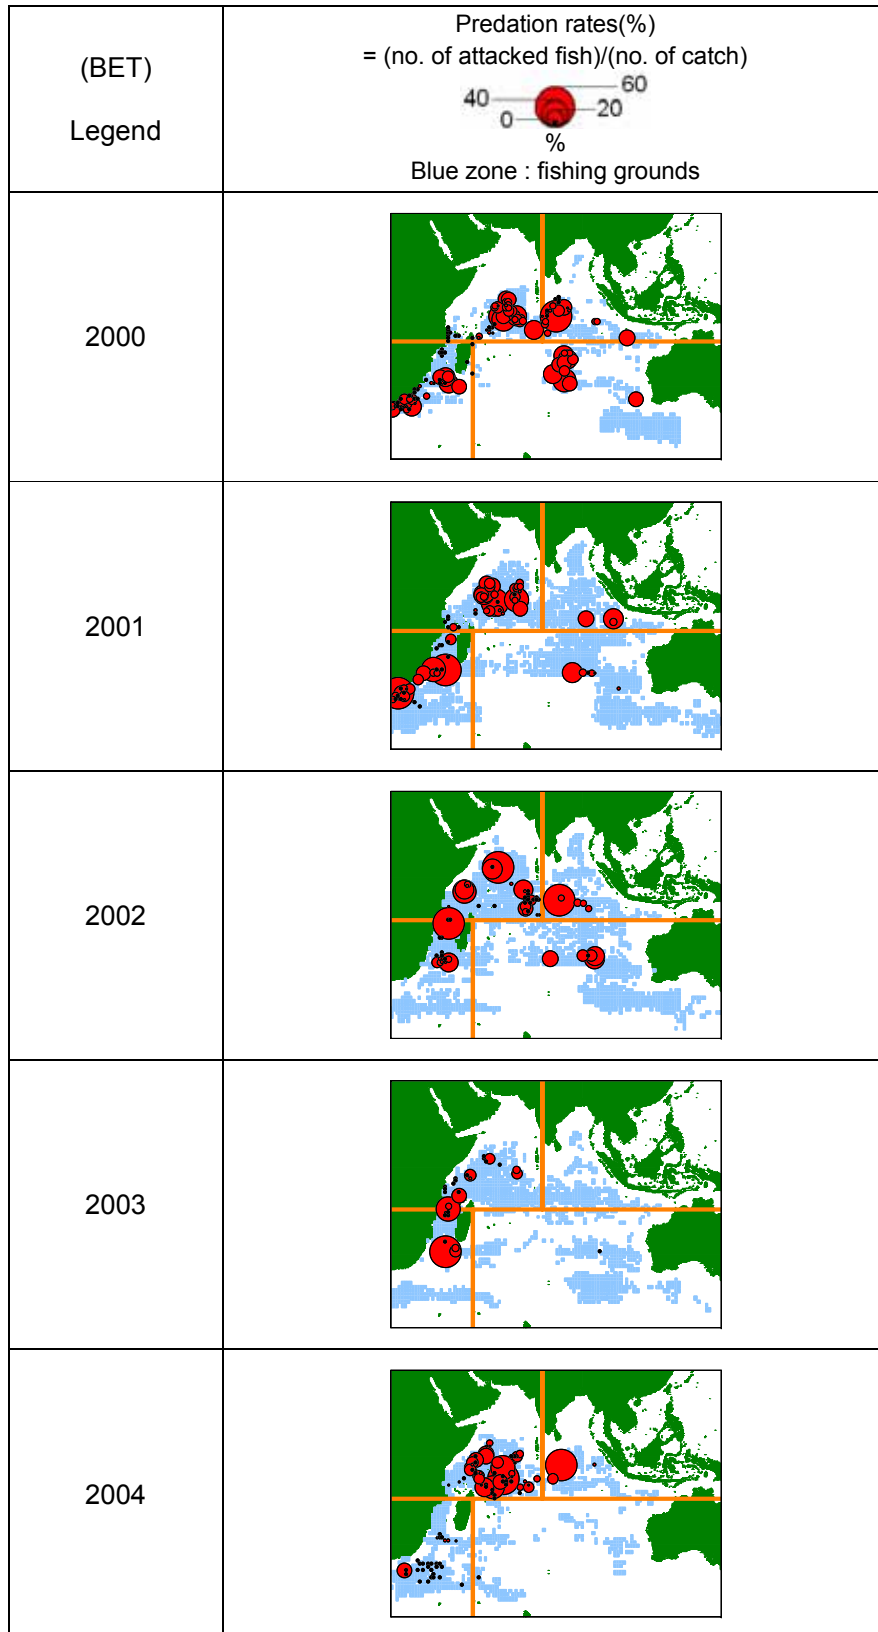 (BET)
Legend
Predation rates(%)
= (no. of attacked fish)/(no. of catch)
60
40
20
0
%
Blue zone : fishing grounds
2000
2001
2002
2003
2004